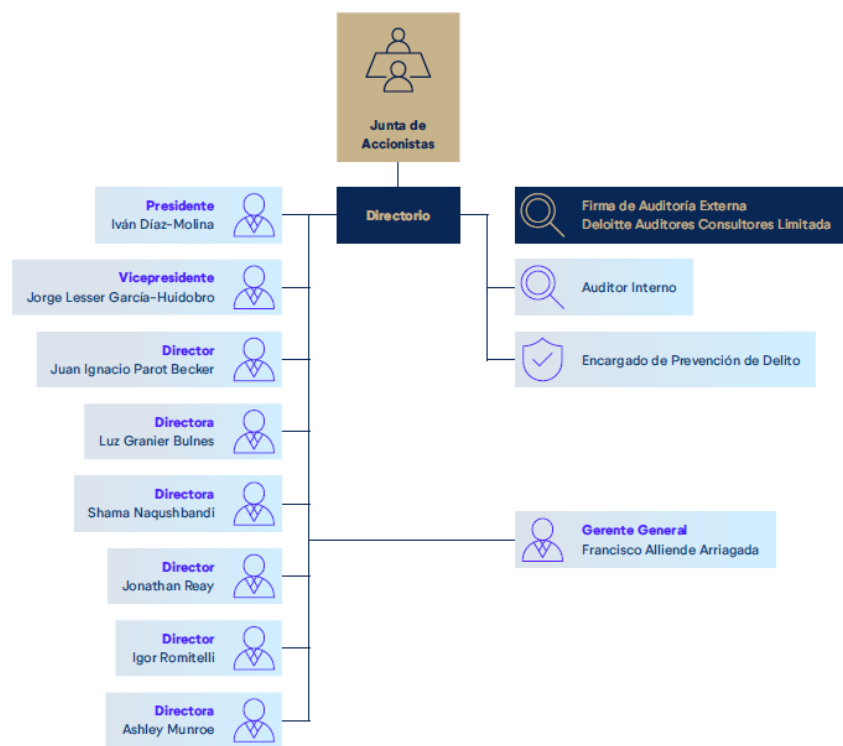 Junta de
Accionistas
Directorio
Presidente
Iván Díaz-Molina
Vicepresidente
Jorge Lesser García-Huidobro
Director
Juan Ignacio Parot Becker
Directora
Luz Granier Bulnes
Directora
Shama Naqushbandi
Director
Jonathan Reay
Director
Igor Romitelli
Directora
Ashley Munroe
Firma de Auditoría Externa
Deloitte Auditores Consultores Limitada
Auditor Interno
Encargado de Prevención de Delito
Gerente General
Francisco Alliende Arriagada